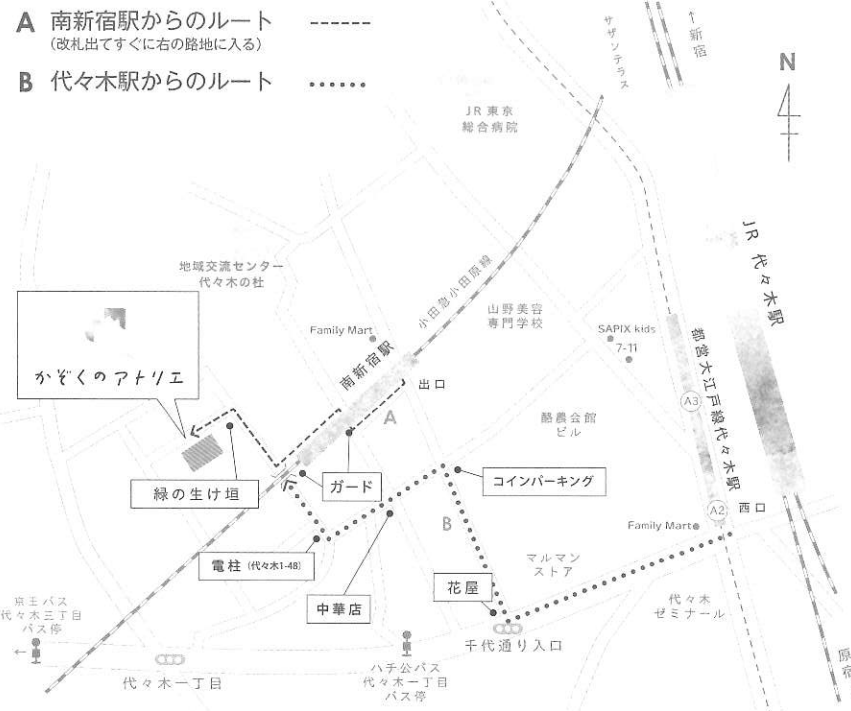 A 南新宿駅からのルート
(改札出てすぐに右の路地に入る)
B 代々木駅からのルート
サザンテラス
↑新宿
N
JR東京
総合病院
JR 代々木駅
地域交流センター
代々木の杜
小田急小田原線
山野美容
専門学校
SAPIX kids
7-11
Family Mart
南新宿駅
都営大江戸線代々木駅
かぞくのアトリエ
出口
A
A3
酪農会館
ビル
緑の生け垣
ガード
コインパーキング
A2
西口
B
Family Mart
電柱(代々木1-48)
マルマン
ストア
花屋
中華店
代々木
ゼミナール
京王バス
代々木三丁目
バス停
←
千代通り入口
代々木一丁目
ハチ公バス
代々木一丁目
バス停
原宿